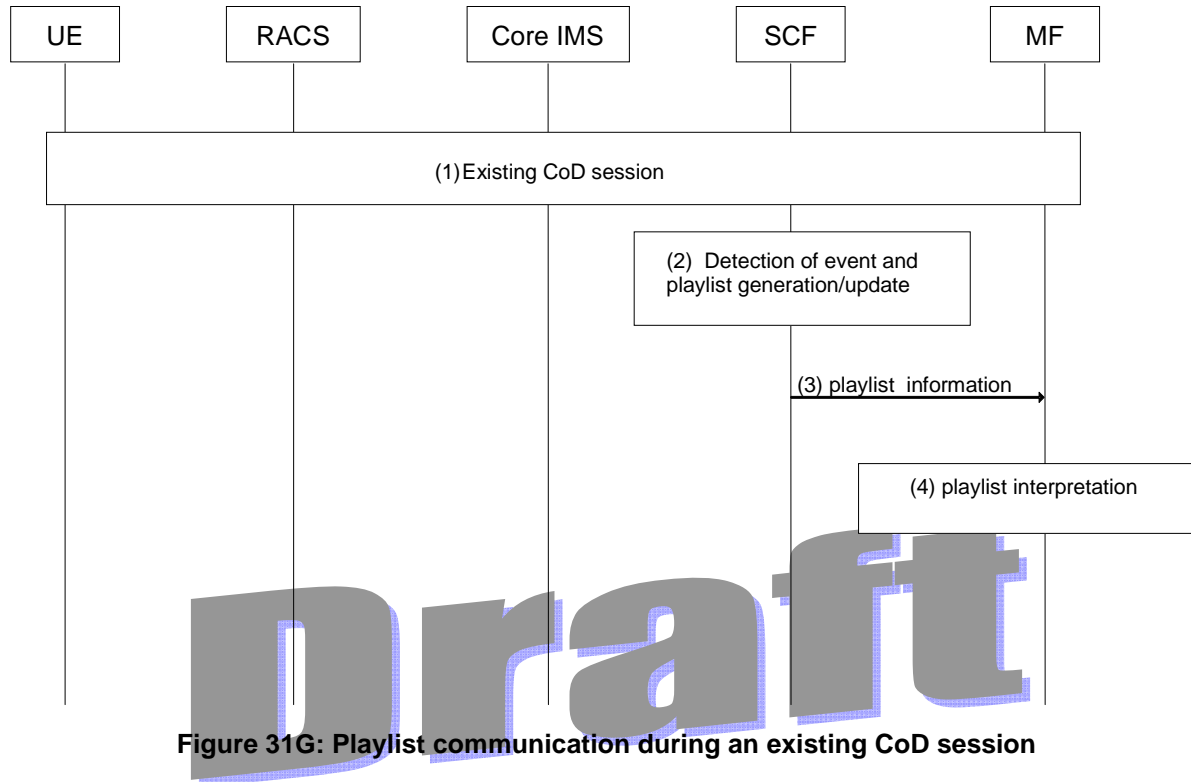 UE
RACS
Core IMS
SCF
MF
(1) Existing CoD session
(2) Detection of event and
playlist generation/update
(3) playlist information
(4) playlist interpretation
Draft
Figure 31G: Playlist communication during an existing CoD session